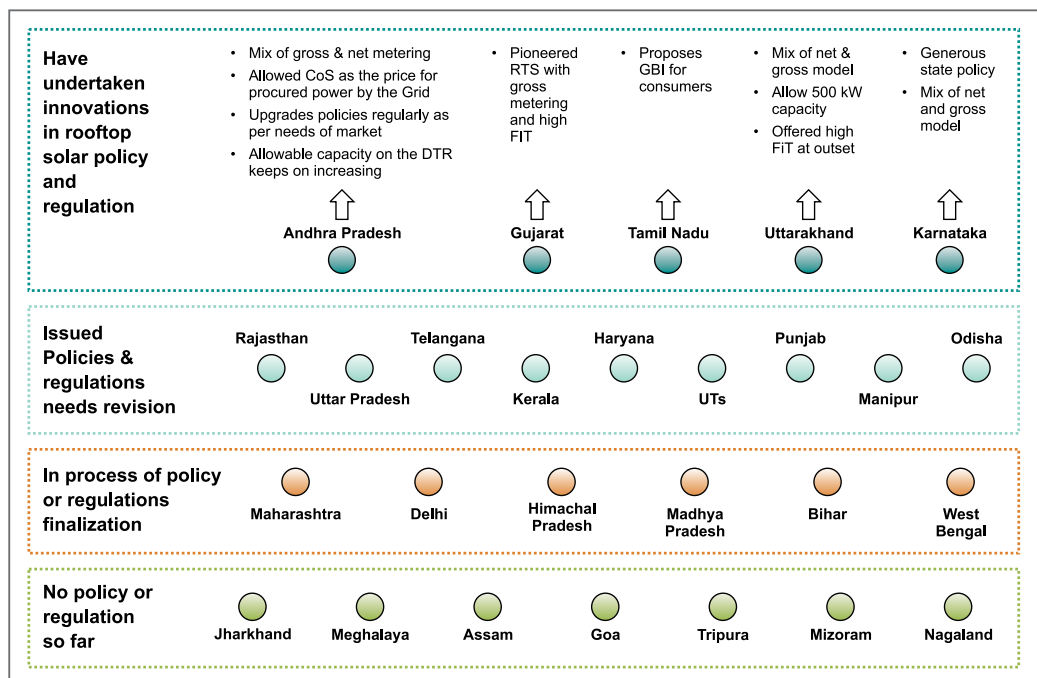 Have
undertaken
innovations
in rooftop
solar policy
and
regulation
• Mix of gross & net metering
• Allowed CoS as the price for
procured power by the Grid
• Upgrades policies regularly as
per needs of market
• Allowable capacity on the DTR
keeps on increasing
Andhra Pradesh
• Pioneered
RTS with
gross
metering
and high
FIT
Gujarat
• Proposes
GBI for
consumers
Tamil Nadu
• Mix of net &
gross model
• Allow 500 kW
capacity
• Offered high
FiT at outset
Uttarakhand
• Generous
state policy
• Mix of net
and gross
model
Karnataka
Issued
Policies &
regulations
needs revision
Rajasthan
Uttar Pradesh
Telangana
Kerala
Haryana
UTs
Punjab
Manipur
Odisha
In process of policy
or regulations
finalization
Maharashtra
Delhi
Himachal
Pradesh
Madhya
Pradesh
Bihar
West
Bengal
No policy or
regulation
so far
Jharkhand
Meghalaya
Assam
Goa
Tripura
Mizoram
Nagaland